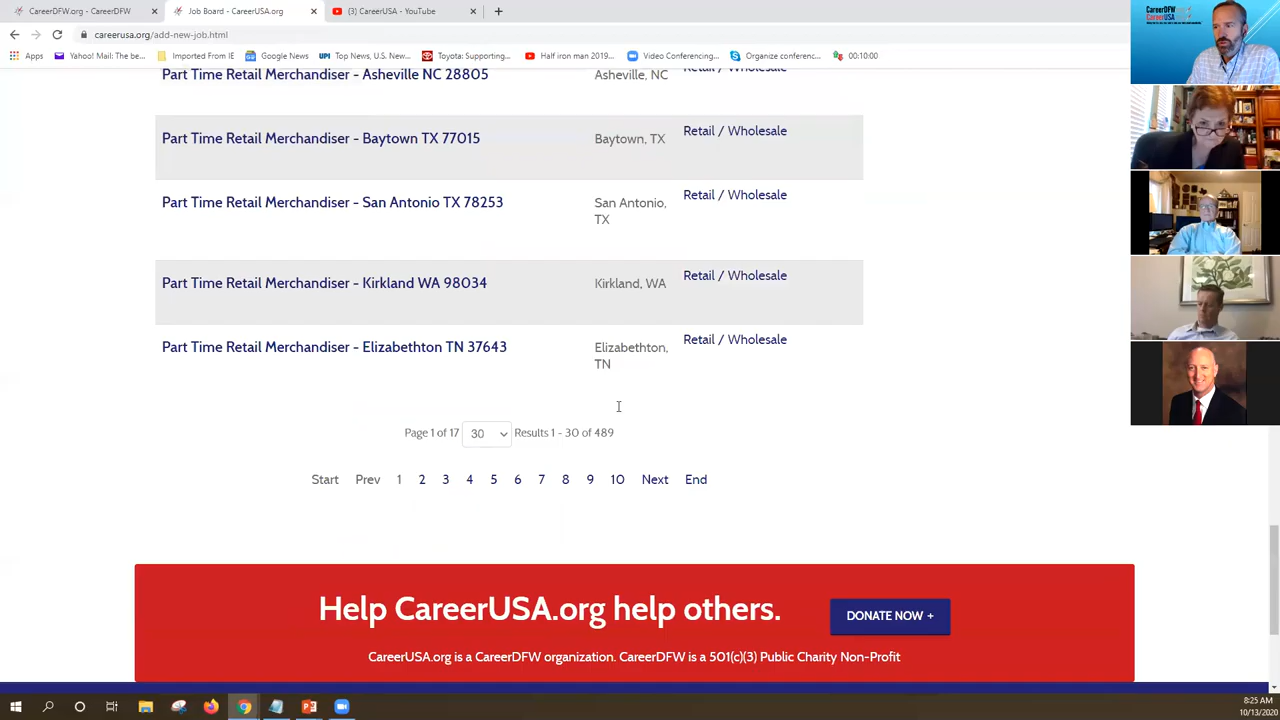 CareerDFW.org - CareerDFW
Job Board - CareerUSA.org
(3) CareerUSA - YouTube
careerusa.org/add-new-job.html
Apps
Yahoo! Mail: The be...
Imported From IE
Google News
UPI
Top News, U.S. New...
Toyota: Supporting...
Half iron man 2019...
Video Conferencing...
Organize conferenc...
00:10:00
CareerDFW
CareerUSA
Part Time Retail Merchandiser - Asheville NC 28805
Asheville, NC
Retail / Wholesale
Part Time Retail Merchandiser - Baytown TX 77015
Baytown, TX
Retail / Wholesale
Part Time Retail Merchandiser - San Antonio TX 78253
San Antonio,
TX
Retail / Wholesale
Part Time Retail Merchandiser - Kirkland WA 98034
Kirkland, WA
Retail / Wholesale
Part Time Retail Merchandiser - Elizabethton TN 37643
Elizabethton,
TN
Retail / Wholesale
Page 1 of 17 30 Results 1 - 30 of 489
Start Prev 1 2 3 4 5 6 7 8 9 10 Next End
Help CareerUSA.org help others.
DONATE NOW +
CareerUSA.org is a CareerDFW organization. CareerDFW is a 501(c)(3) Public Charity Non-Profit
8:25 AM
10/13/2020